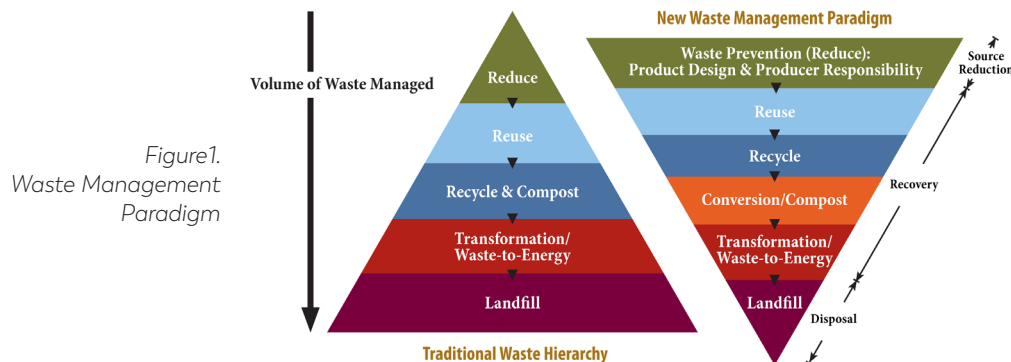 New Waste Management Paradigm
Volume of Waste Managed
Figure1.
Waste Management
Paradigm
Reduce
Reuse
Recycle & Compost
Transformation/
Waste-to-Energy
Landfill
Traditional Waste Hierarchy
Waste Prevention (Reduce):
Product Design & Producer Responsibility
Reuse
Recycle
Conversion/Compost
Transformation/
Waste-to-Energy
Landfill
Source
Reduction
Recovery
Disposal